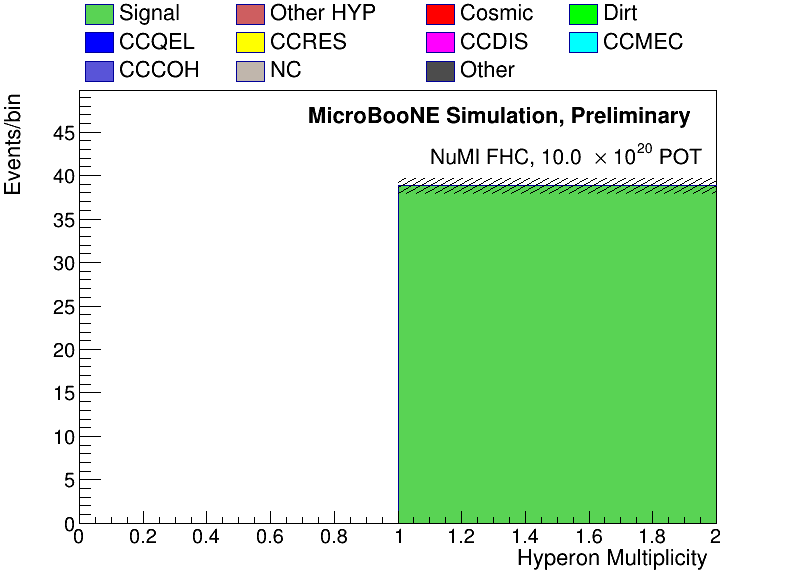 Signal Other HYP Cosmic Dirt
CCQEL CCRES CCDIS CCMEC
CCCOH NC Other
Events/bin
MicroBooNE Simulation, Preliminary
NuMI FHC, 10.0 × 10²⁰ POT
45
40
35
30
25
20
15
10
5
0
0 0.2 0.4 0.6 0.8 1 1.2 1.4 1.6 1.8 2
Hyperon Multiplicity